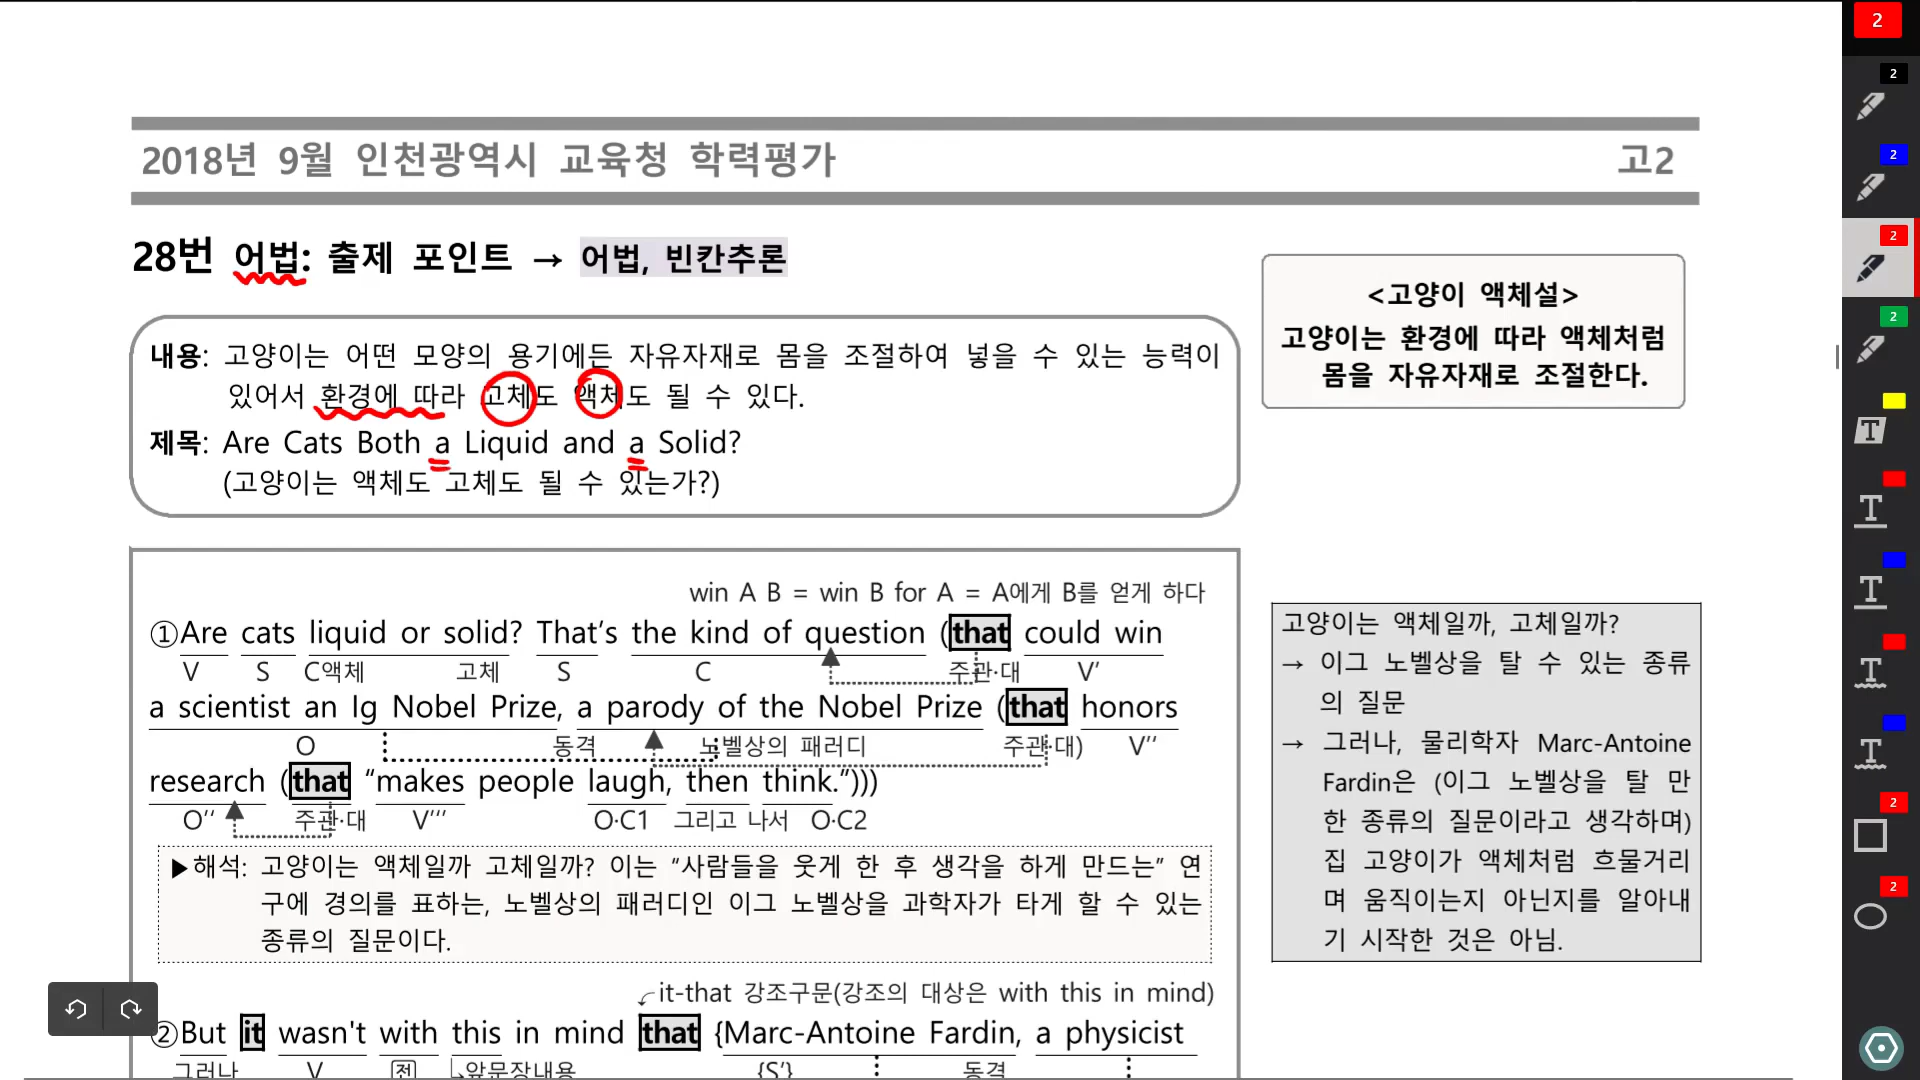 2018년 9월 인천광역시 교육청 학력평가 고2
28번 어법: 출제 포인트 → 어법, 빈칸추론
<고양이 액체설>
고양이는 환경에 따라 액체처럼
몸을 자유자재로 조절한다.
내용: 고양이는 어떤 모양의 용기에든 자유자재로 몸을 조절하여 넣을 수 있는 능력이
있어서 환경에 따라 고체도 액체도 될 수 있다.
제목: Are Cats Both a Liquid and a Solid?
(고양이는 액체도 고체도 될 수 있는가?)
win A B = win B for A = A에게 B를 얻게 하다
①Are cats liquid or solid? That’s the kind of question (that could win
V S C액체 고체 S C 주관·대 V’
a scientist an Ig Nobel Prize, a parody of the Nobel Prize (that honors
O 동격 노벨상의 패러디 주관·대) V’’
research (that “makes people laugh, then think.”)))
O’’ 주관·대 V’’’ O·C1 그리고 나서 O·C2
▶해석: 고양이는 액체일까 고체일까? 이는 “사람들을 웃게 한 후 생각을 하게 만드는” 연
구에 경의를 표하는, 노벨상의 패러디인 이그 노벨상을 과학자가 타게 할 수 있는
종류의 질문이다.
it-that 강조구문(강조의 대상은 with this in mind)
②But it wasn't with this in mind that {Marc-Antoine Fardin, a physicist
그러나 V 전 앞문장내용 {S’} 동격
고양이는 액체일까, 고체일까?
→ 이그 노벨상을 탈 수 있는 종류
의 질문
→ 그러나, 물리학자 Marc-Antoine
Fardin은 (이그 노벨상을 탈 만
한 종류의 질문이라고 생각하며)
집 고양이가 액체처럼 흐물거리
며 움직이는지 아닌지를 알아내
기 시작한 것은 아님.
2
2
2
2
2
T
T
T
T
T
2
2